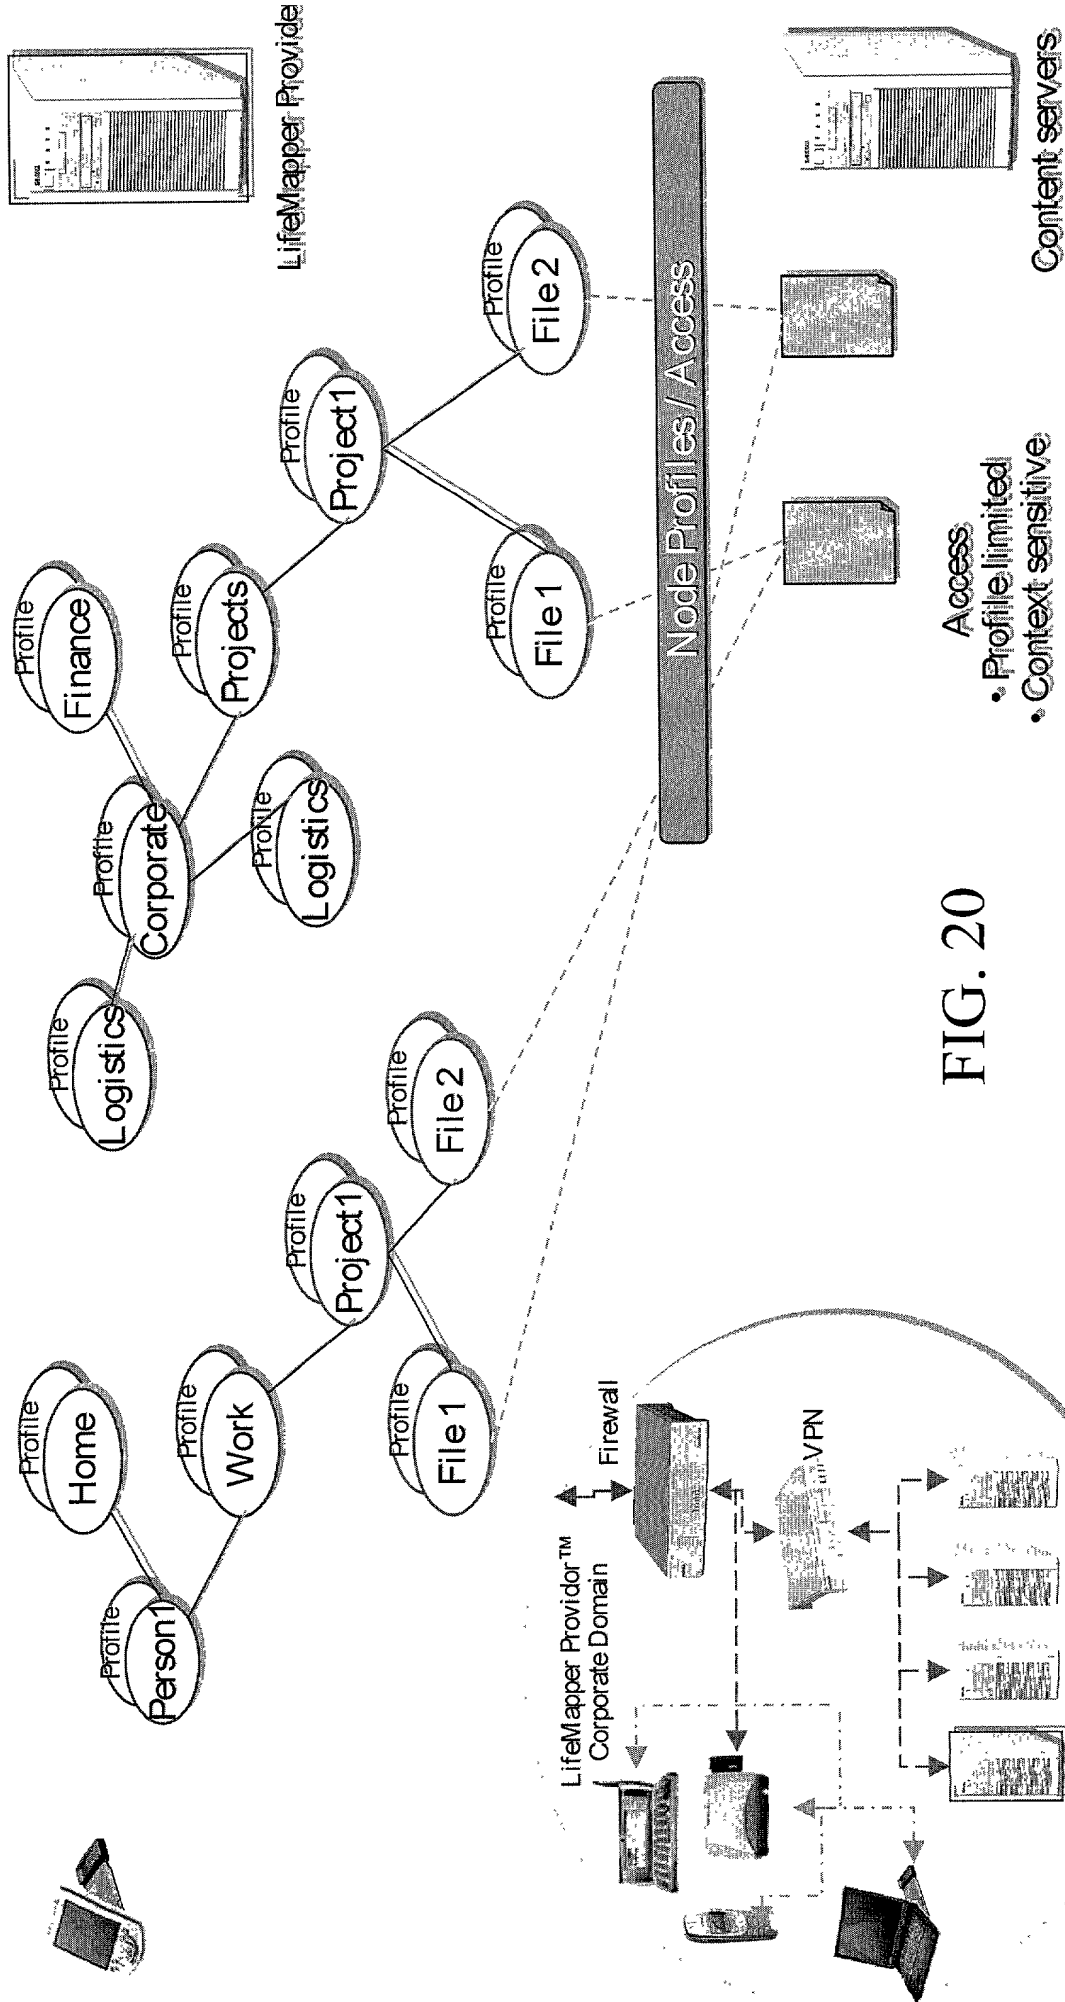 Profile
Home
Profile
Person1
Profile
Work
Profile
Project1
Profile
File1
Profile
File2
Profile
Logistics
Profile
Finance
Profile
Corporate
Profile
Projects
Profile
Logistics
Profile
Project1
Profile
File1
Profile
File2
LifeMapper Provide
Node Profiles / Access
LifeMapper Providor™
Corporate Domain
Firewall
VPN
Access
• Profile limited
• Context sensitive
Content servers
FIG. 20